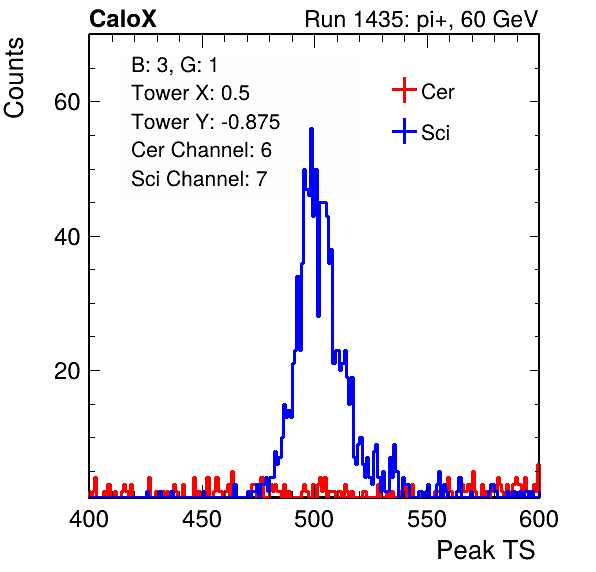 CaloX Run 1435: pi+, 60 GeV
Counts
B: 3, G: 1
Tower X: 0.5
Tower Y: -0.875
Cer Channel: 6
Sci Channel: 7
Cer
Sci
60
40
20
400 450 500 550 600
Peak TS